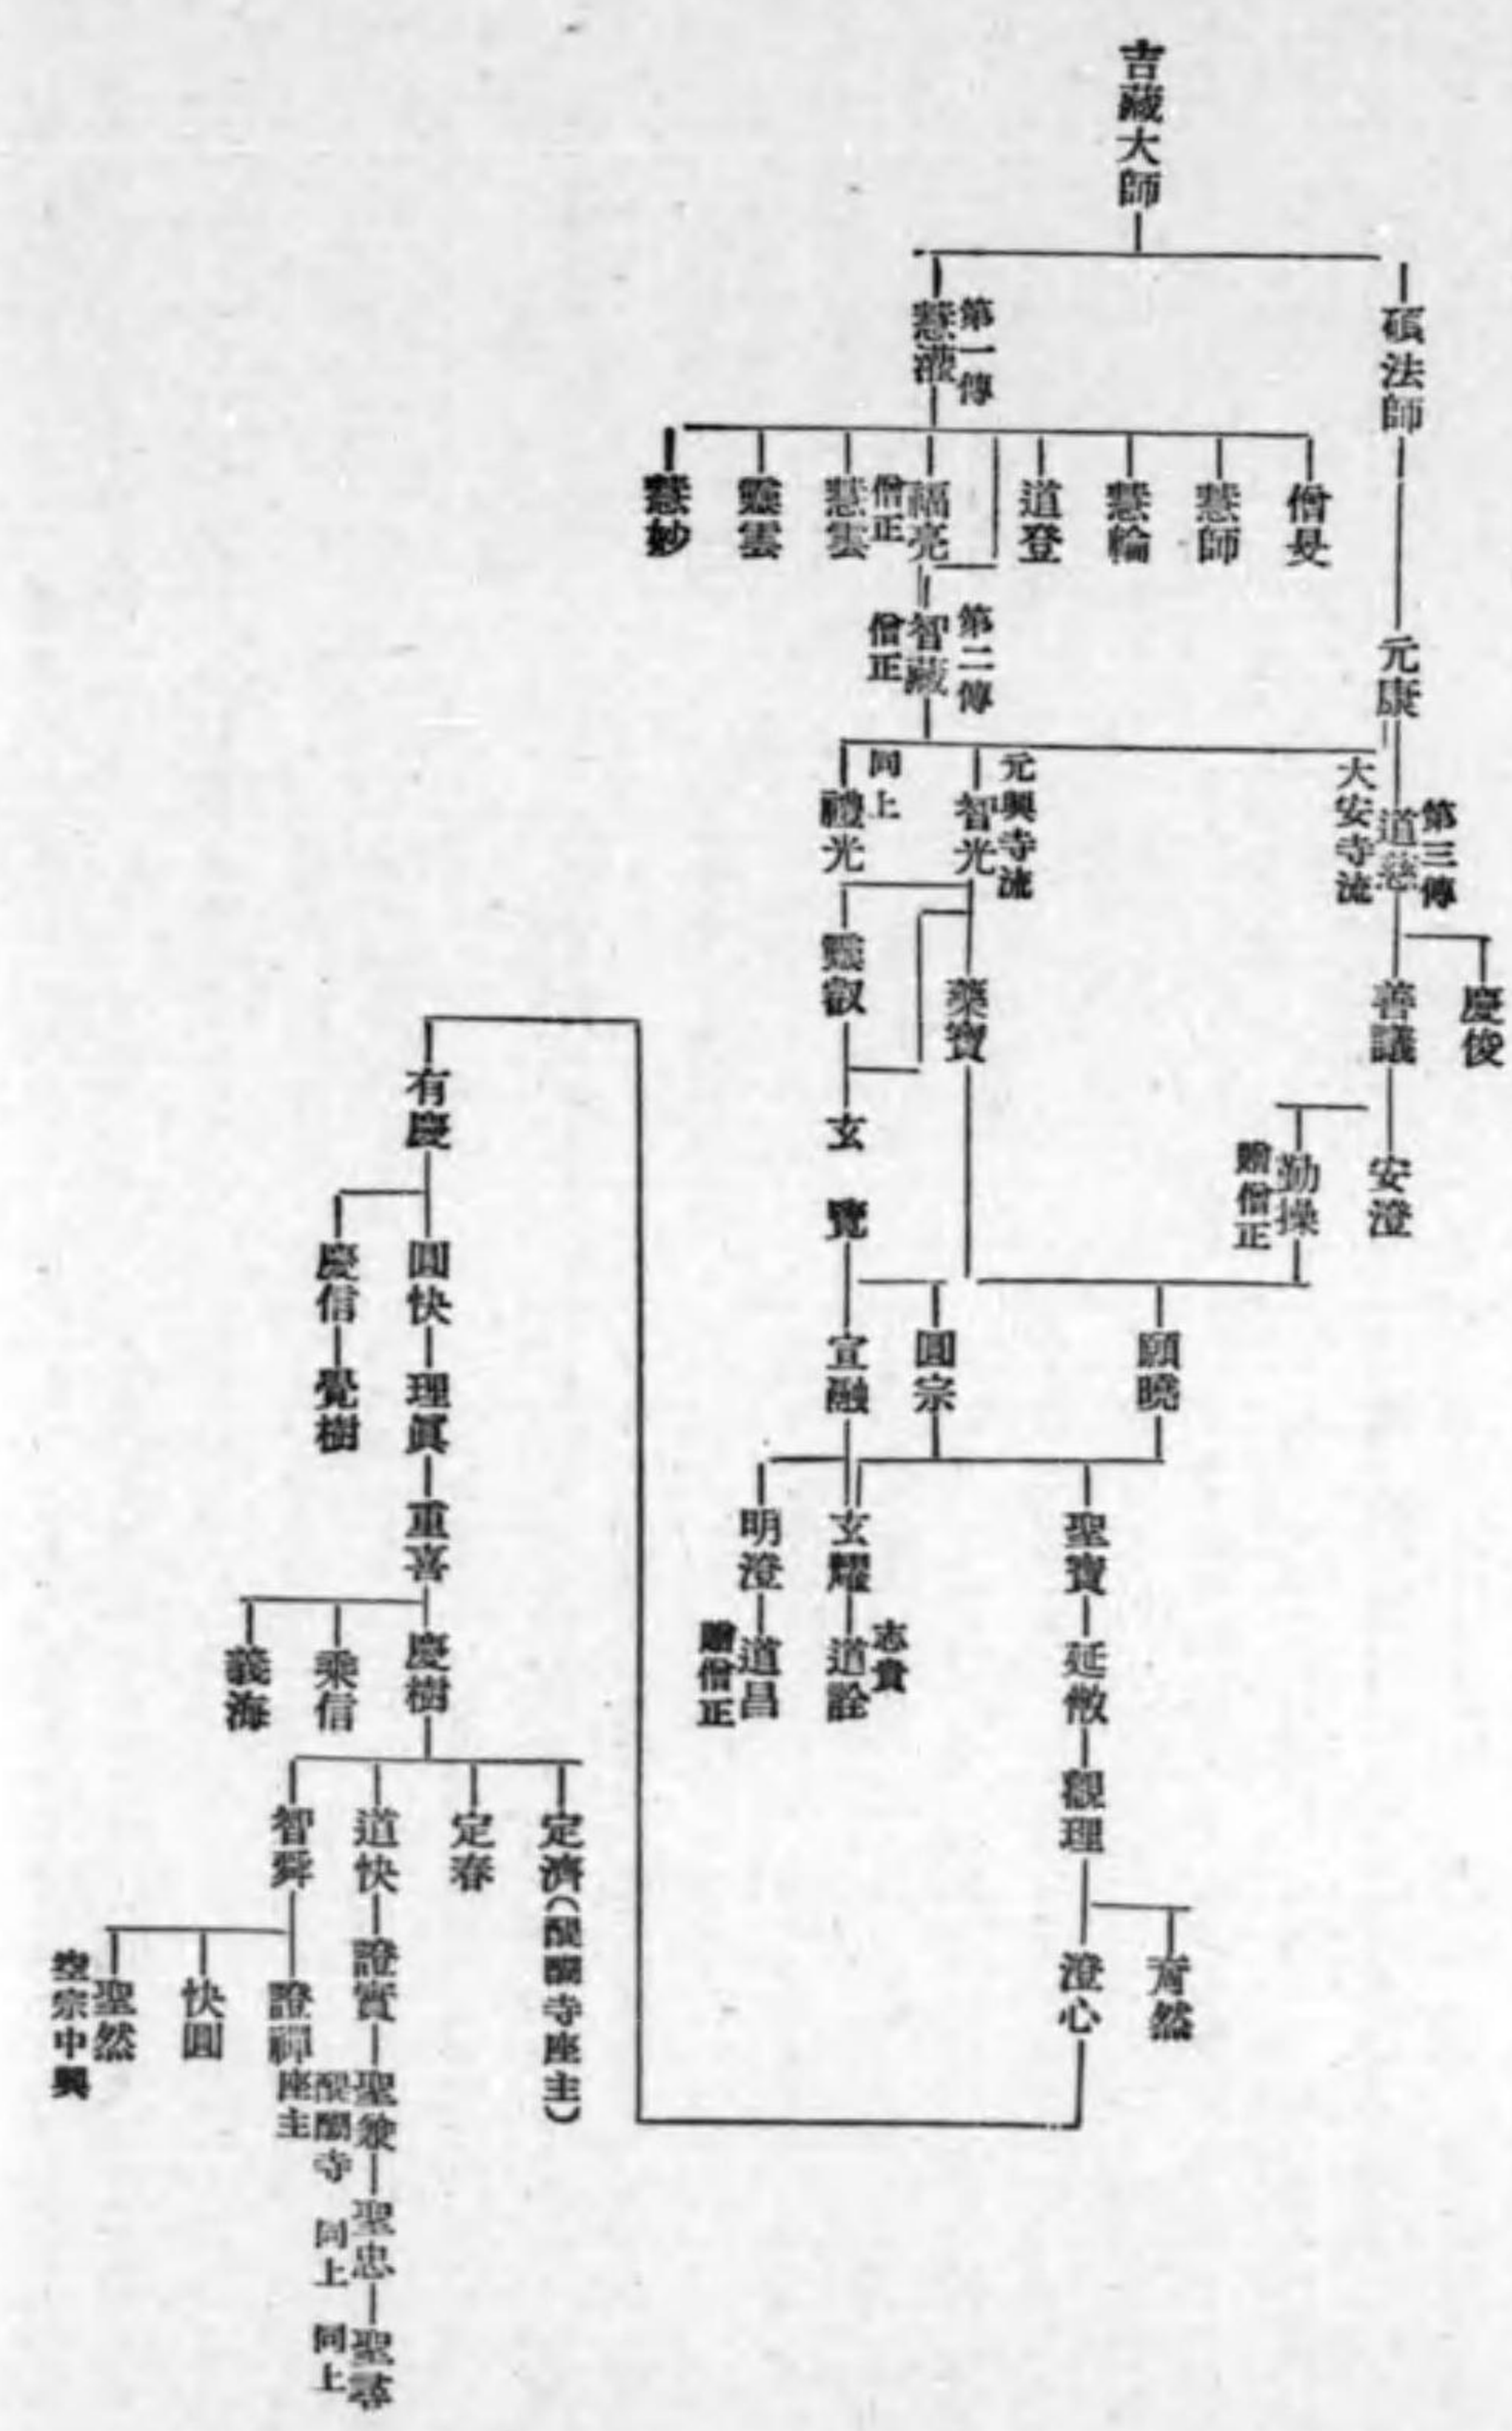 吉藏大師
碩法師
第一傳
慧灌
僧旻
慧師
慧輪
道登
福亮
僧正
慧雲
靈雲
慧妙
元康
第二傳
智藏
僧正
第三傳
道慈
大安寺流
元興寺流
智光
同上
禮光
慶俊
善議
藥寶
靈叡
安澄
勤操
贈僧正
玄覽
願曉
圓宗
宣融
聖寶
玄耀
明澄
延敒
志貴
道詮
道昌
贈僧正
觀理
奝然
澄心
有慶
圓快
慶信
理眞
覺樹
重喜
慶樹
乘信
義海
定濟(醍醐寺座主)
定春
道快
智舜
證實
證禪
快圓
聖然
空宗中興
醍醐寺
座主
聖忠
同上
聖尋
同上